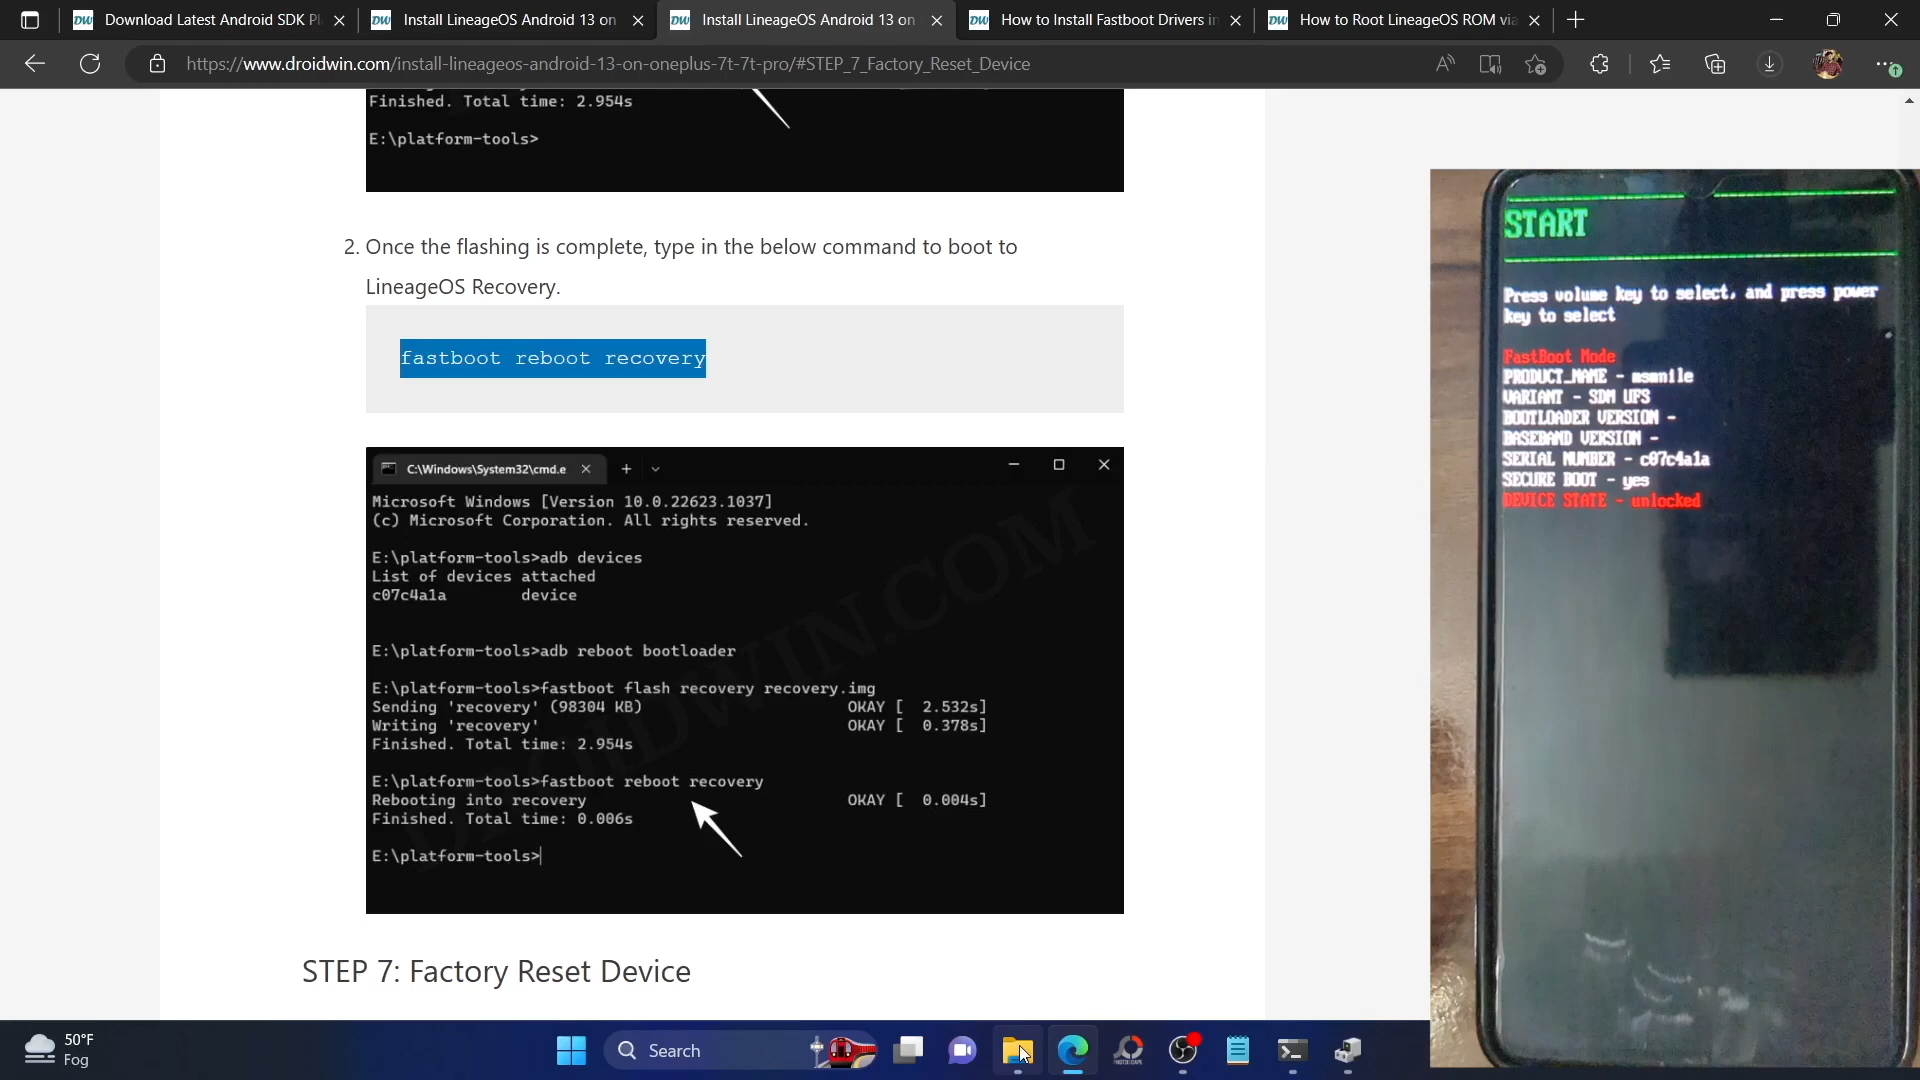 Download Latest Android SDK Pl
Install LineageOS Android 13 on
Install LineageOS Android 13 on
How to Install Fastboot Drivers in
How to Root LineageOS ROM via
https://www.droidwin.com/install-lineageos-android-13-on-oneplus-7t-7t-pro/#STEP_7_Factory_Reset_Device
Finished. Total time: 2.954s
E:\platform-tools>
2. Once the flashing is complete, type in the below command to boot to
LineageOS Recovery.
fastboot reboot recovery
C:\Windows\System32\cmd.e
Microsoft Windows [Version 10.0.22623.1037]
(c) Microsoft Corporation. All rights reserved.
E:\platform-tools>adb devices
List of devices attached
c07c4a1a device
E:\platform-tools>adb reboot bootloader
E:\platform-tools>fastboot flash recovery recovery.img
Sending 'recovery' (98304 KB) OKAY [ 2.532s]
Writing 'recovery' OKAY [ 0.378s]
Finished. Total time: 2.954s
E:\platform-tools>fastboot reboot recovery
Rebooting into recovery OKAY [ 0.004s]
Finished. Total time: 0.006s
E:\platform-tools>
DROIDWIN.COM
STEP 7: Factory Reset Device
START
Press volume key to select, and press power
key to select
FastBoot Mode
PRODUCT_NAME - msmnile
VARIANT - SDM UFS
BOOTLOADER VERSION -
BASEBAND VERSION -
SERIAL NUMBER - c07c4a1a
SECURE BOOT - yes
DEVICE STATE - unlocked
50°F
Fog
Search